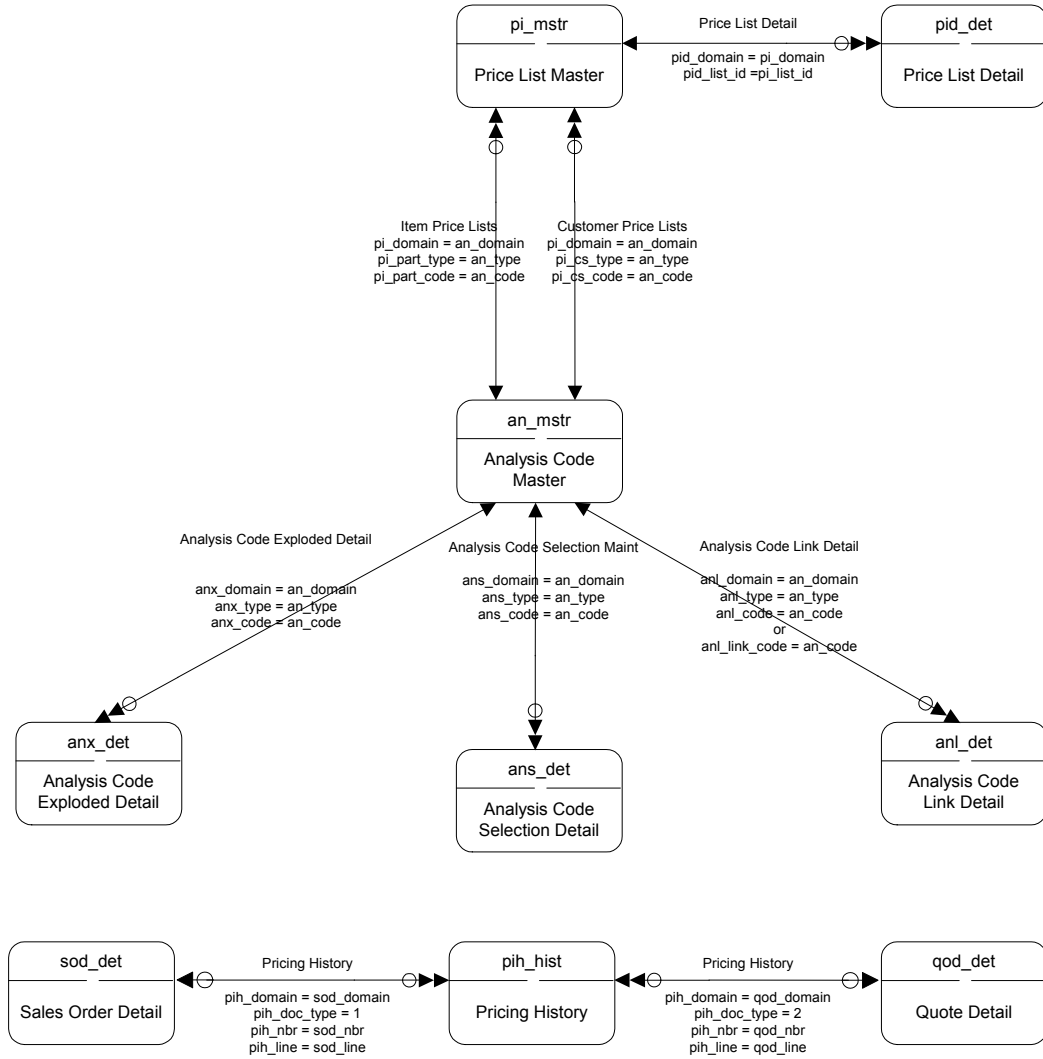 pi_mstr
Price List Master
Price List Detail
pid_domain = pi_domain
pid_list_id =pi_list_id
pid_det
Price List Detail
Item Price Lists
pi_domain = an_domain
pi_part_type = an_type
pi_part_code = an_code
Customer Price Lists
pi_domain = an_domain
pi_cs_type = an_type
pi_cs_code = an_code
an_mstr
Analysis Code
Master
Analysis Code Exploded Detail
anx_domain = an_domain
anx_type = an_type
anx_code = an_code
Analysis Code Selection Maint
ans_domain = an_domain
ans_type = an_type
ans_code = an_code
Analysis Code Link Detail
anl_domain = an_domain
anl_type = an_type
anl_code = an_code
or
anl_link_code = an_code
anx_det
Analysis Code
Exploded Detail
ans_det
Analysis Code
Selection Detail
anl_det
Analysis Code
Link Detail
sod_det
Sales Order Detail
Pricing History
pih_domain = sod_domain
pih_doc_type = 1
pih_nbr = sod_nbr
pih_line = sod_line
pih_hist
Pricing History
Pricing History
pih_domain = qod_domain
pih_doc_type = 2
pih_nbr = qod_nbr
pih_line = qod_line
qod_det
Quote Detail